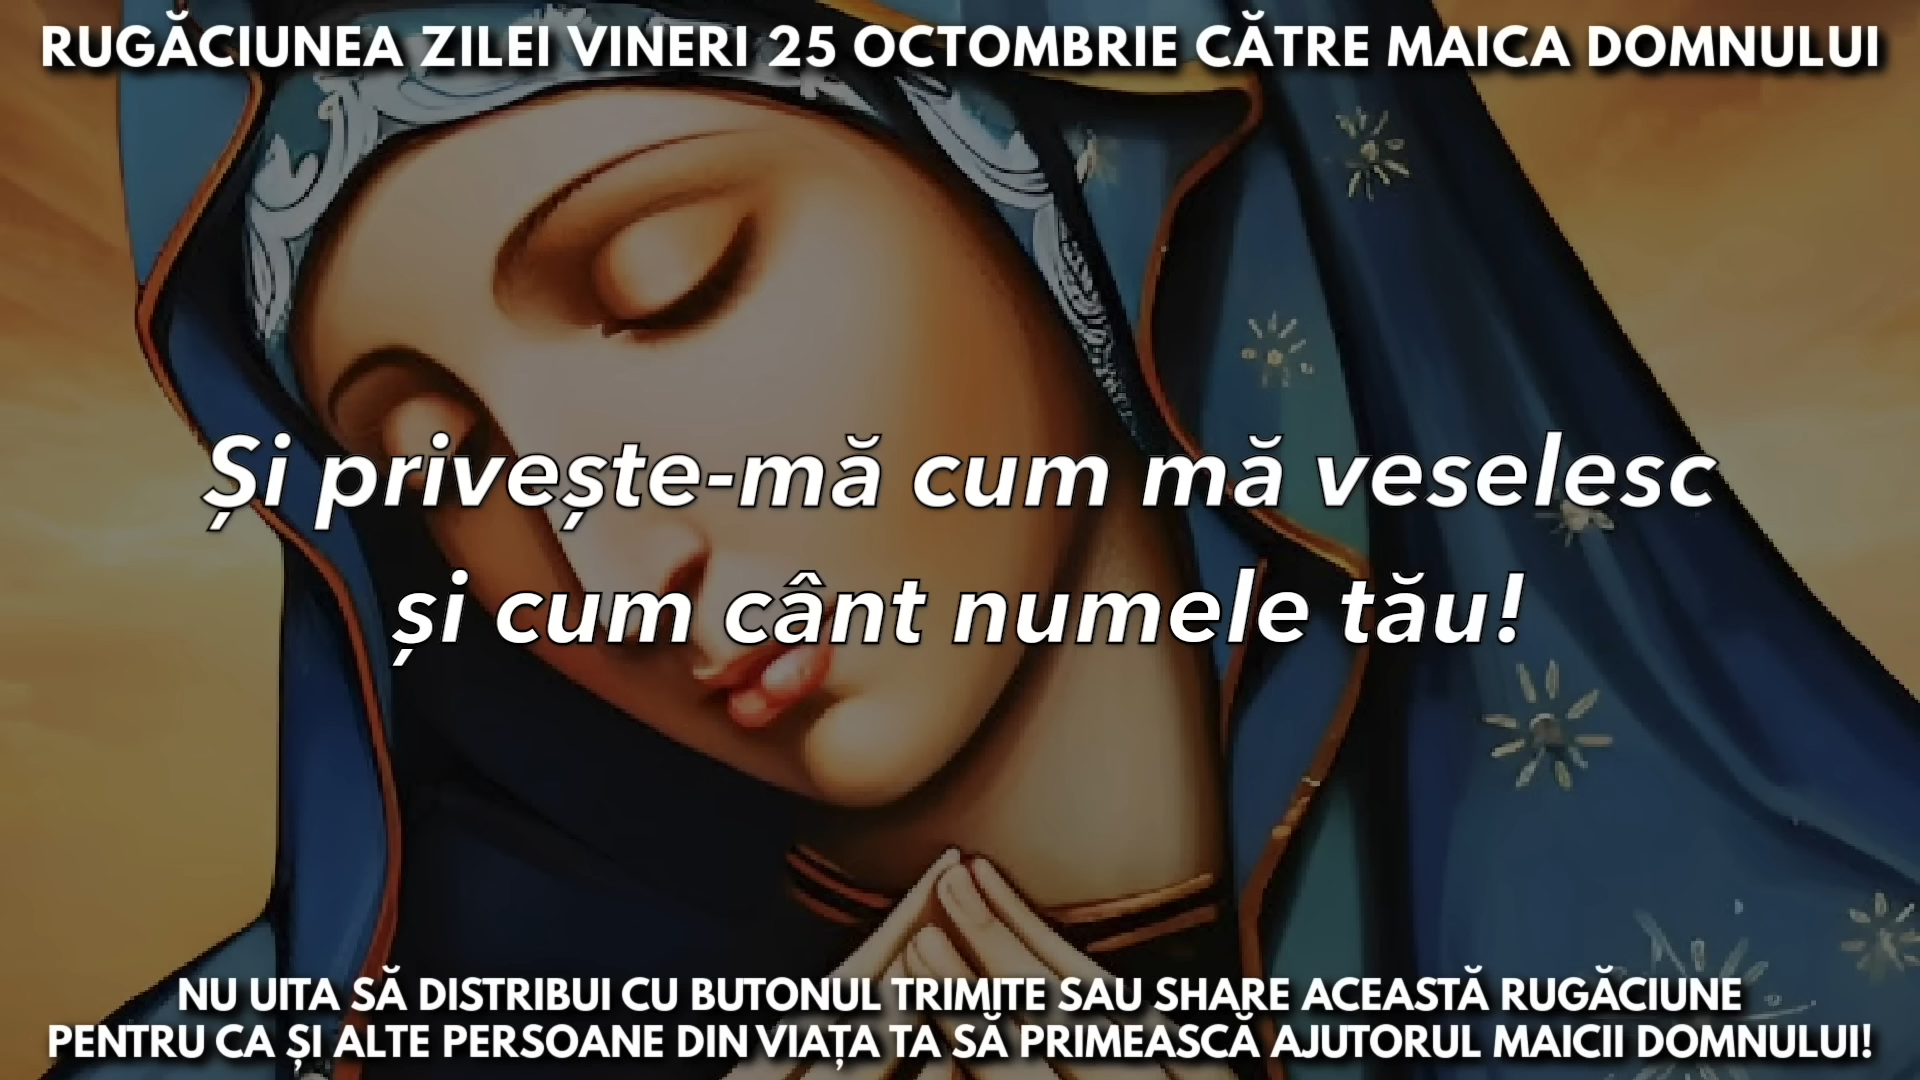 RUGĂCIUNEA ZILEI VINERI 25 OCTOMBRIE CĂTRE MAICA DOMNULUI
Și privește-mă cum mă veselesc
și cum cânt numele tău!
NU UITA SĂ DISTRIBUI CU BUTONUL TRIMITE SAU SHARE ACEASTĂ RUGĂCIUNE
PENTRU CA ȘI ALTE PERSOANE DIN VIAȚA TA SĂ PRIMEASCĂ AJUTORUL MAICII DOMNULUI!